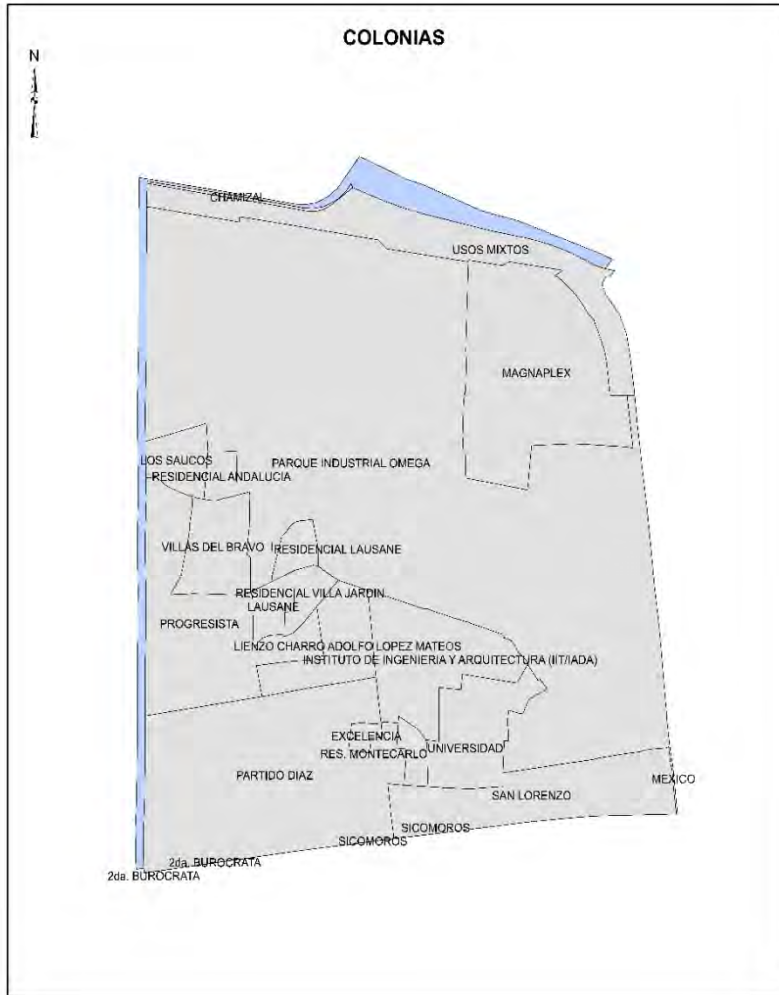 COLONIAS
N
CHAMIZAL
USOS MIXTOS
MAGNAPLEX
LOS SAUCOS
PARQUE INDUSTRIAL OMEGA
RESIDENCIAL ANDALUCIA
VILLAS DEL BRAVO
RESIDENCIAL LAUSANE
RESIDENCIAL VILLA JARDIN
LAUSANE
PROGRESISTA
LIENZO CHARRO ADOLFO LOPEZ MATEOS
INSTITUTO DE INGENIERIA Y ARQUITECTURA (IIT/IADA)
EXCELENCIA
RES. MONTECARLO
UNIVERSIDAD
PARTIDO DIAZ
MEXICO
SAN LORENZO
SICOMOROS
SICOMOROS
2da. BUROCRATA
2da. BUROCRATA